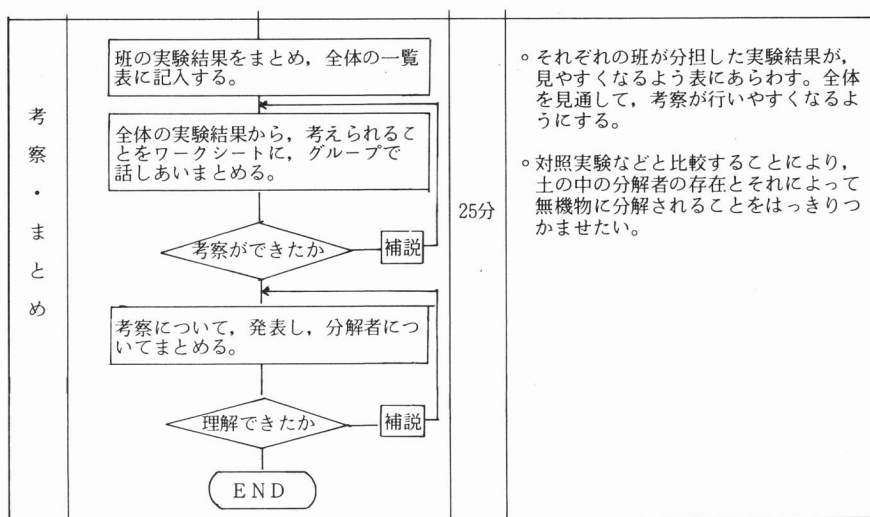 考察・まとめ
班の実験結果をまとめ，全体の一覧
表に記入する。
全体の実験結果から，考えられるこ
とをワークシートに，グループで
話しあいまとめる。
考察ができたか
補説
考察について，発表し，分解者につ
いてまとめる。
理解できたか
補説
END
25分
○それぞれの班が分担した実験結果が，
見やすくなるよう表にあらわす。全体
を見通して，考察が行いやすくなるよ
うにする。
○対照実験などと比較することにより，
土の中の分解者の存在とそれによって
無機物に分解されることをはっきりつ
かませたい。